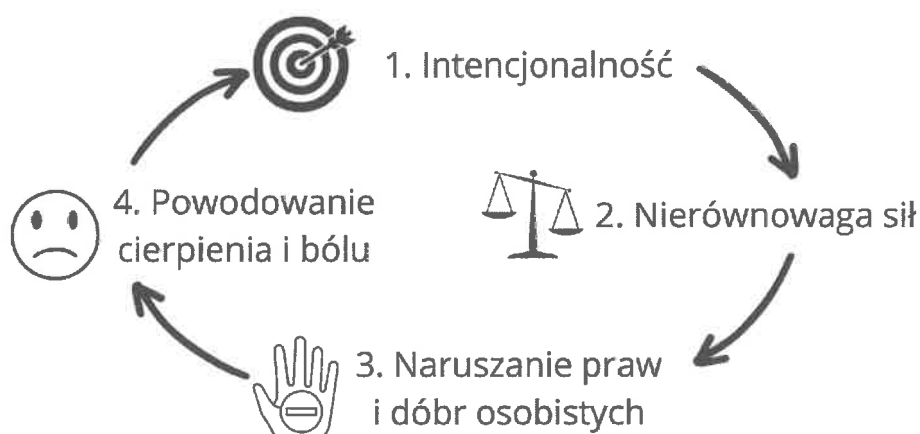 1. Intencjonalność
2. Nierównowaga sił
3. Naruszanie praw
i dóbr osobistych
4. Powodowanie
cierpienia i bólu